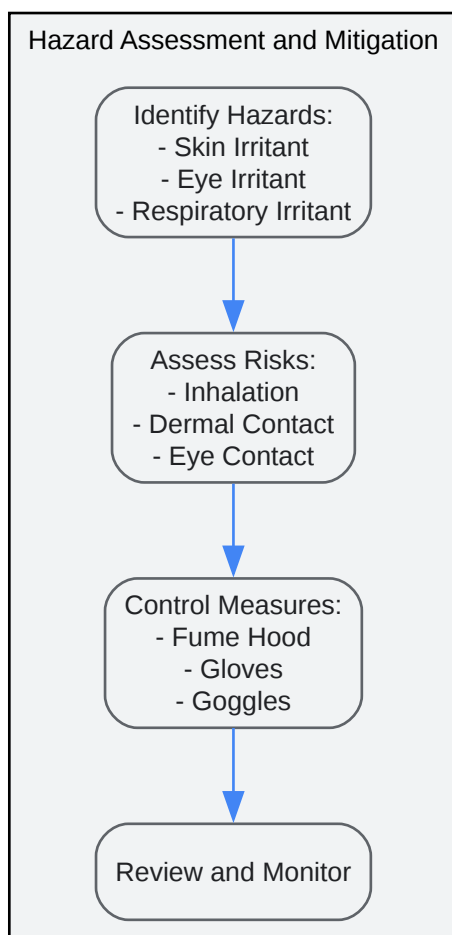 Hazard Assessment and Mitigation
Identify Hazards:
- Skin Irritant
- Eye Irritant
- Respiratory Irritant
Assess Risks:
- Inhalation
- Dermal Contact
- Eye Contact
Control Measures:
- Fume Hood
- Gloves
- Goggles
Review and Monitor